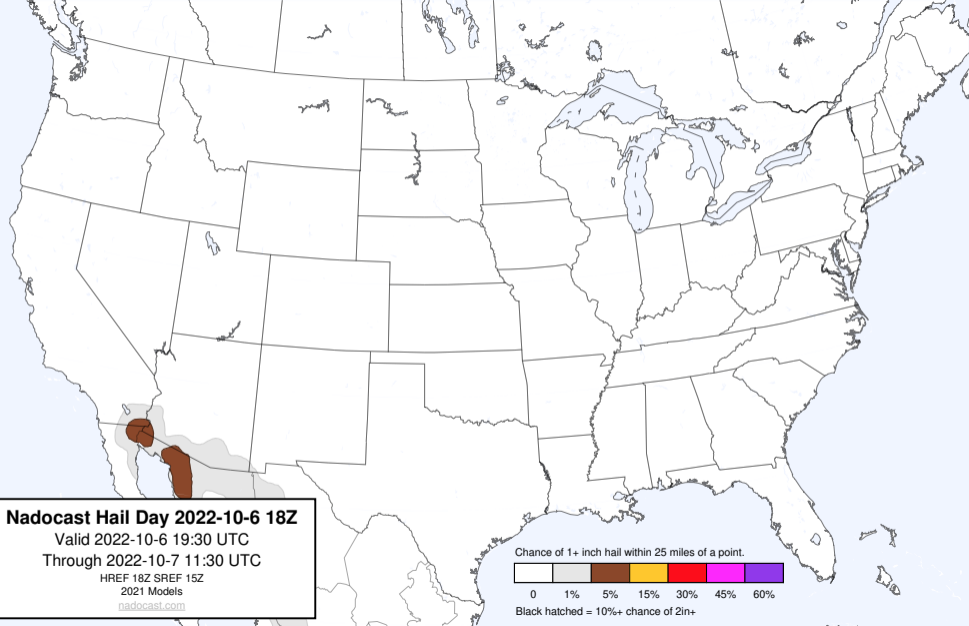 Nadocast Hail Day 2022-10-6 18Z
Valid 2022-10-6 19:30 UTC
Through 2022-10-7 11:30 UTC
HREF 18Z SREF 15Z
2021 Models
nadocast.com
Chance of 1+ inch hail within 25 miles of a point.
0 1% 5% 15% 30% 45% 60%
Black hatched = 10%+ chance of 2in+